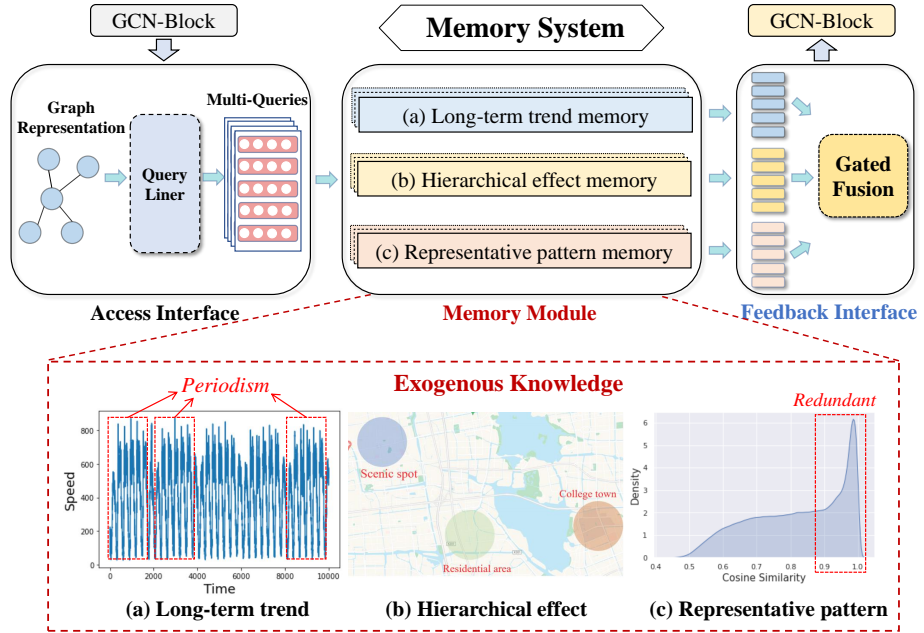 GCN-Block
Memory System
GCN-Block
Graph
Representation
Multi-Queries
Query
Liner
(a) Long-term trend memory
(b) Hierarchical effect memory
(c) Representative pattern memory
Gated
Fusion
Access Interface
Memory Module
Feedback Interface
Exogenous Knowledge
Periodism
Speed
800
600
400
200
0
0
2000
4000
6000
8000
10000
Time
(a) Long-term trend
Scenic spot
College town
Residential area
(b) Hierarchical effect
Redundant
Density
6
5
4
3
2
1
0
0.4
0.5
0.6
0.7
0.8
0.9
1.0
Cosine Similarity
(c) Representative pattern